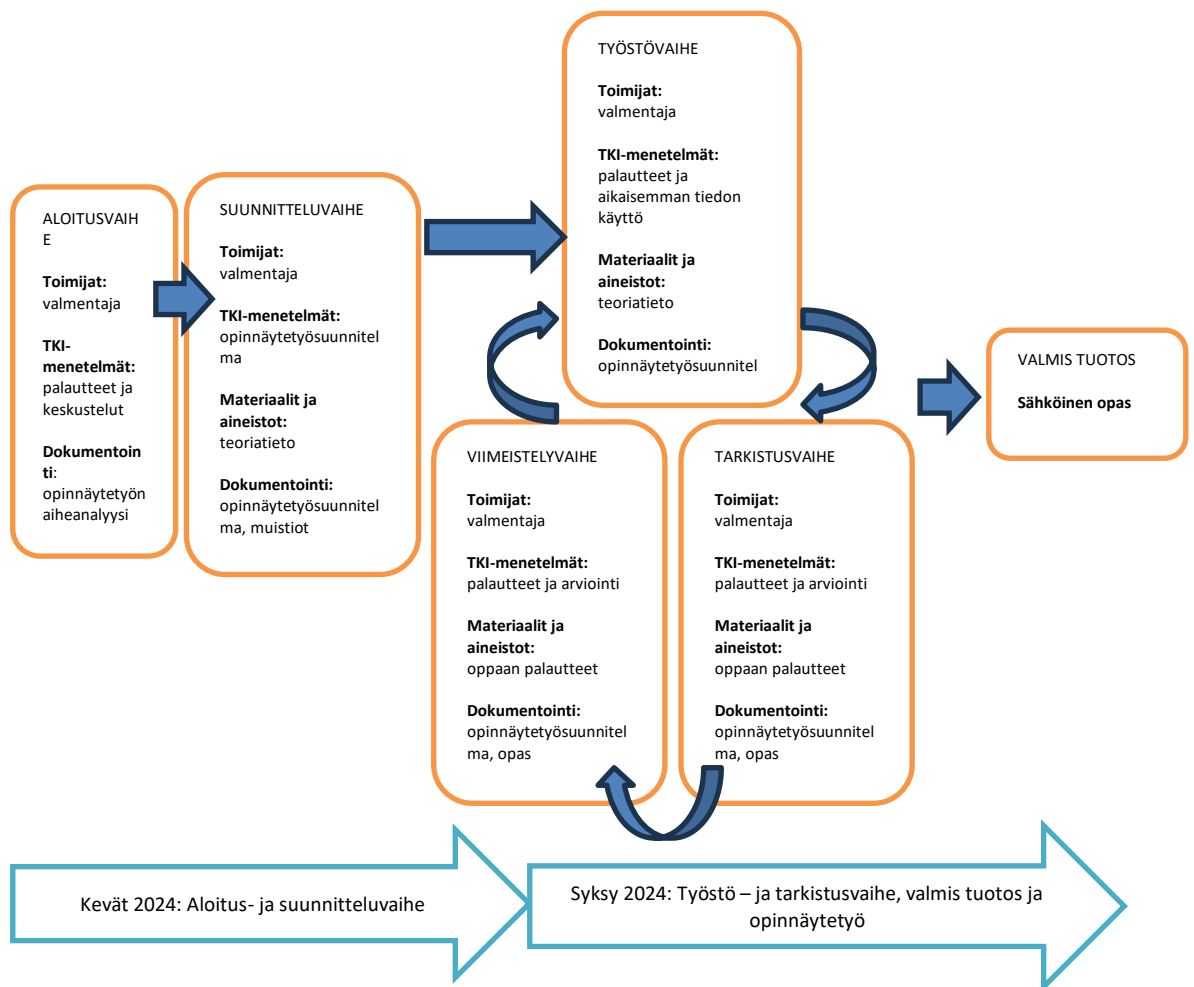 ALOITUSVAIH
E
Toimijat:
valmentaja
TKI-
menetelmät:
palautteet ja
keskustelut
Dokumentoin
ti:
opinnäytetyön
aiheanalyysi
SUUNNITTELUVAIHE
Toimijat:
valmentaja
TKI-menetelmät:
opinnäytetyösuunnitel
ma
Materiaalit ja
aineistot:
teoriatieto
Dokumentointi:
opinnäytetyösuunnitel
ma, muistiot
TYÖSTÖVAIHE
Toimijat:
valmentaja
TKI-menetelmät:
palautteet ja
aikaisemman tiedon
käyttö
Materiaalit ja
aineistot:
teoriatieto
Dokumentointi:
opinnäytetyösuunnitel
VIIMEISTELYVAIHE
Toimijat:
valmentaja
TKI-menetelmät:
palautteet ja arviointi
Materiaalit ja
aineistot:
oppaan palautteet
Dokumentointi:
opinnäytetyösuunnitel
ma, opas
TARKISTUSVAIHE
Toimijat:
valmentaja
TKI-menetelmät:
palautteet ja arviointi
Materiaalit ja
aineistot:
oppaan palautteet
Dokumentointi:
opinnäytetyösuunnitel
ma, opas
VALMIS TUOTOS
Sähköinen opas
Kevät 2024: Aloitus- ja suunnitteluvaihe
Syksy 2024: Työstö – ja tarkistusvaihe, valmis tuotos ja
opinnäytetyö